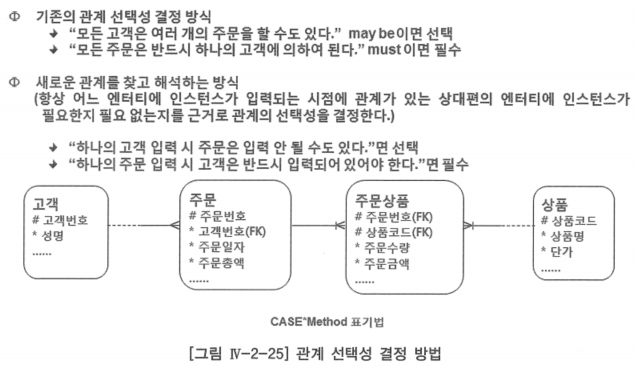 Φ 기존의 관계 선택성 결정 방식
↓ "모든 고객은 여러 개의 주문을 할 수도 있다." may be이면 선택
↓ "모든 주문은 반드시 하나의 고객에 의하여 된다." must이면 필수
Φ 새로운 관계를 찾고 해석하는 방식
(항상 어느 엔터티에 인스턴스가 입력되는 시점에 관계가 있는 상대편의 엔터티에 인스턴스가
필요한지 필요 없는지를 근거로 관계의 선택성을 결정한다.)
↓ "하나의 고객 입력 시 주문은 입력 안 될 수도 있다."면 선택
↓ "하나의 주문 입력 시 고객은 반드시 입력되어 있어야 한다."면 필수
고객
# 고객번호
* 성명
......
주문
# 주문번호
* 고객번호(FK)
* 주문일자
* 주문총액
......
주문상품
# 주문번호(FK)
# 상품코드(FK)
* 주문수량
* 주문금액
......
상품
# 상품코드
* 상품명
* 단가
......
CASE*Method 표기법
[그림 Ⅳ-2-25] 관계 선택성 결정 방법